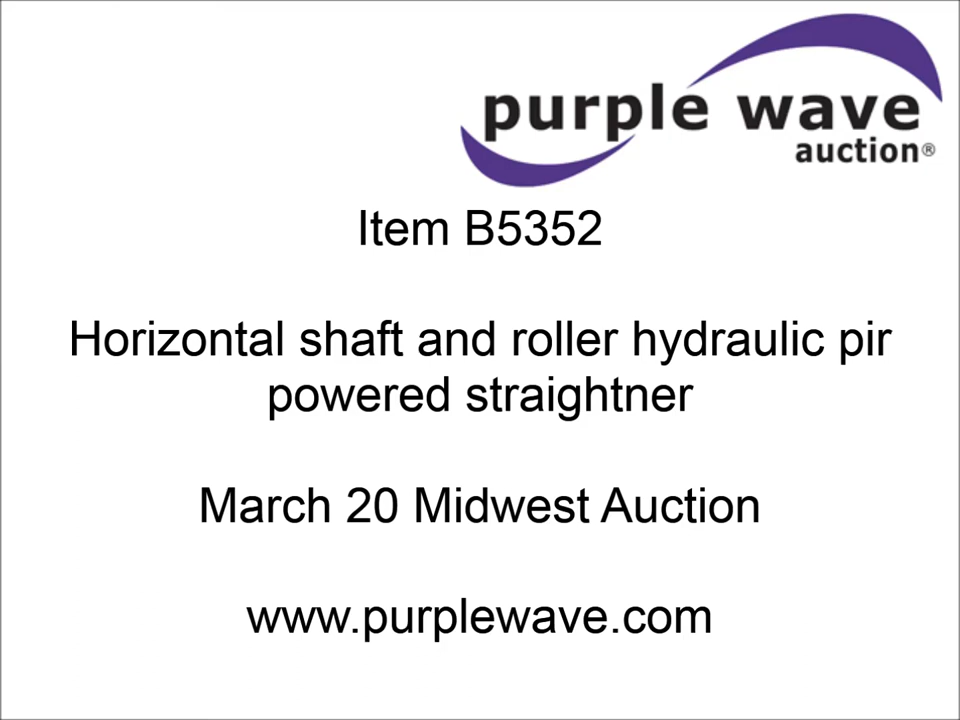 purple wave
auction®
Item B5352
Horizontal shaft and roller hydraulic pir
powered straightner
March 20 Midwest Auction
www.purplewave.com